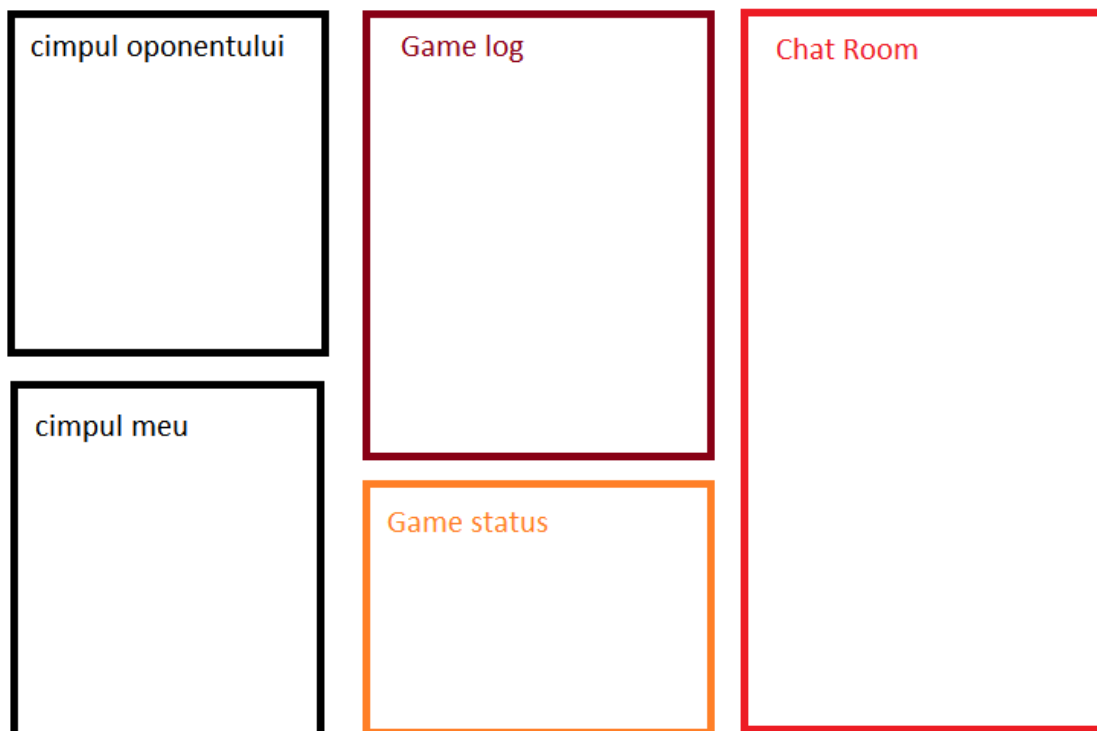 cimpul oponentului
Game log
Chat Room
cimpul meu
Game status